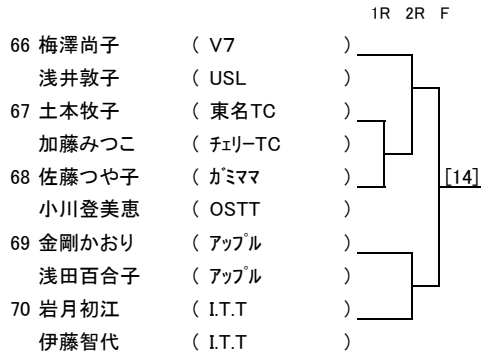 1R 2R F
66 梅澤尚子 ( V7 )
浅井敦子 ( USL )
67 土本牧子 ( 東名TC )
加藤みつこ ( ﾁｪﾘｰTC )
68 佐藤つや子 ( ｶﾞﾐママ )
[14]
小川登美恵 ( OSTT )
69 金剛かおり ( ｱｯﾌﾟﾙ )
浅田百合子 ( ｱｯﾌﾟﾙ )
70 岩月初江 ( I.T.T )
伊藤智代 ( I.T.T )